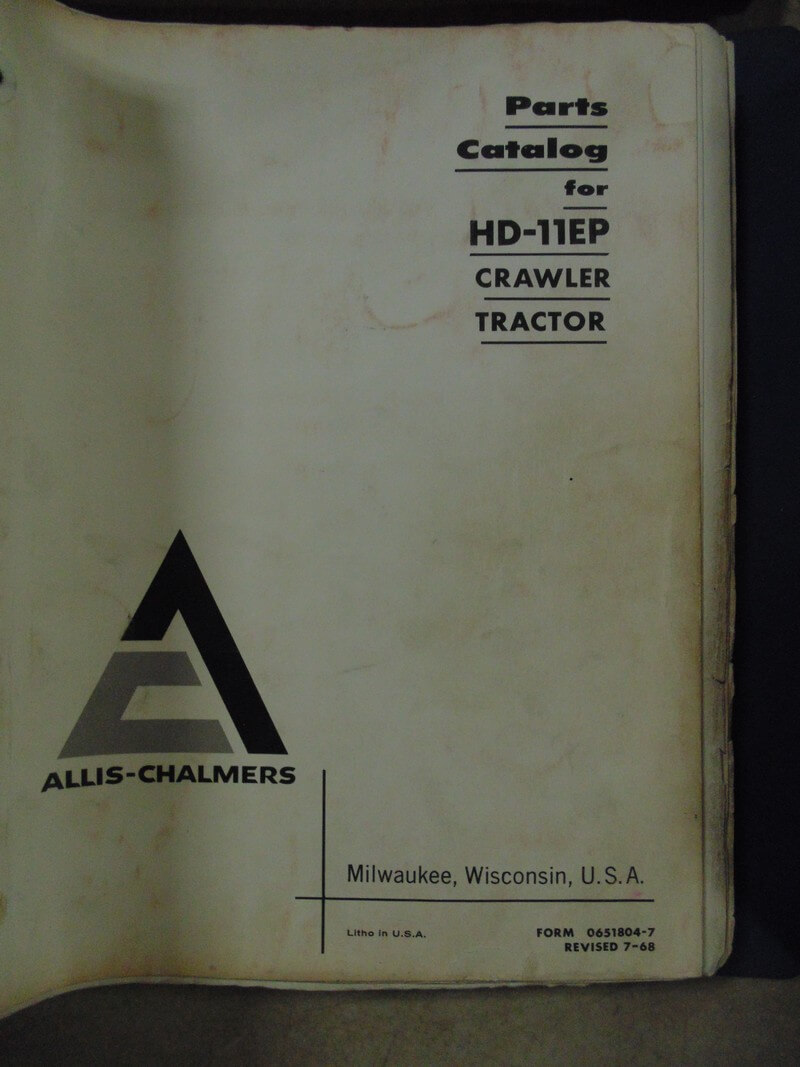 Parts
Catalog
for
HD-11EP
CRAWLER
TRACTOR
ALLIS-CHALMERS
Milwaukee, Wisconsin, U.S.A.
Litho in U.S.A.
FORM 0651804-7
REVISED 7-68